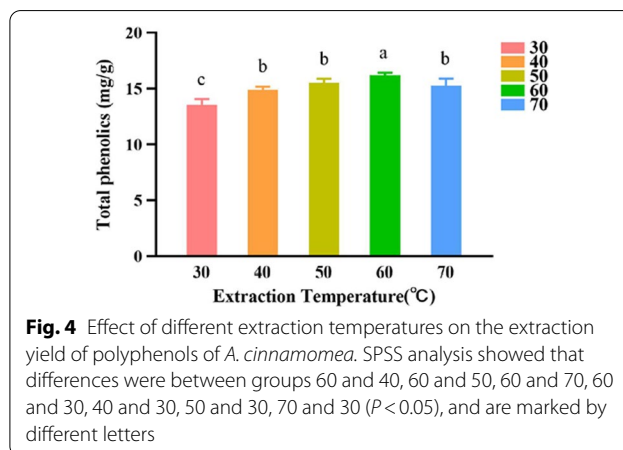 20
15
10
5
0
Total phenolics (mg/g)
c
b
b
a
b
30
40
50
60
70
30 40 50 60 70
Extraction Temperature(℃)
Fig. 4 Effect of different extraction temperatures on the extraction
yield of polyphenols of A. cinnamomea. SPSS analysis showed that
differences were between groups 60 and 40, 60 and 50, 60 and 70, 60
and 30, 40 and 30, 50 and 30, 70 and 30 (P < 0.05), and are marked by
different letters